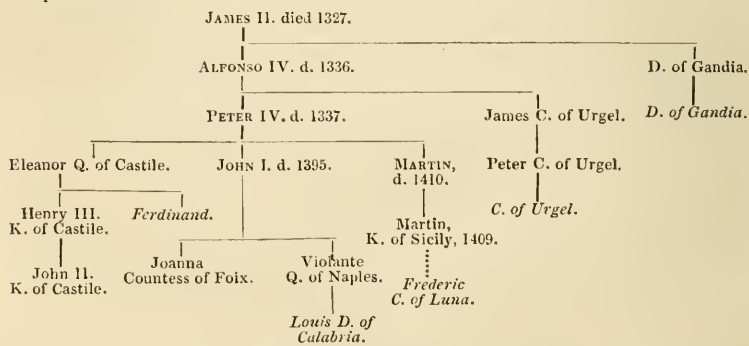 JAMES II. died 1327.
ALFONSO IV. d. 1336.
D. of Gandia.
PETER IV. d. 1337.
James C. of Urgel.
D. of Gandia.
Eleanor Q. of Castile.
JOHN I. d. 1395.
MARTIN,
d. 1410.
Peter C. of Urgel.
Henry III.
K. of Castile.
Ferdinand.
Martin,
K. of Sicily, 1409.
C. of Urgel.
John II.
K. of Castile.
Joanna
Countess of Foix.
Violante
Q. of Naples.
Frederic
C. of Luna.
Louis D. of
Calabria.